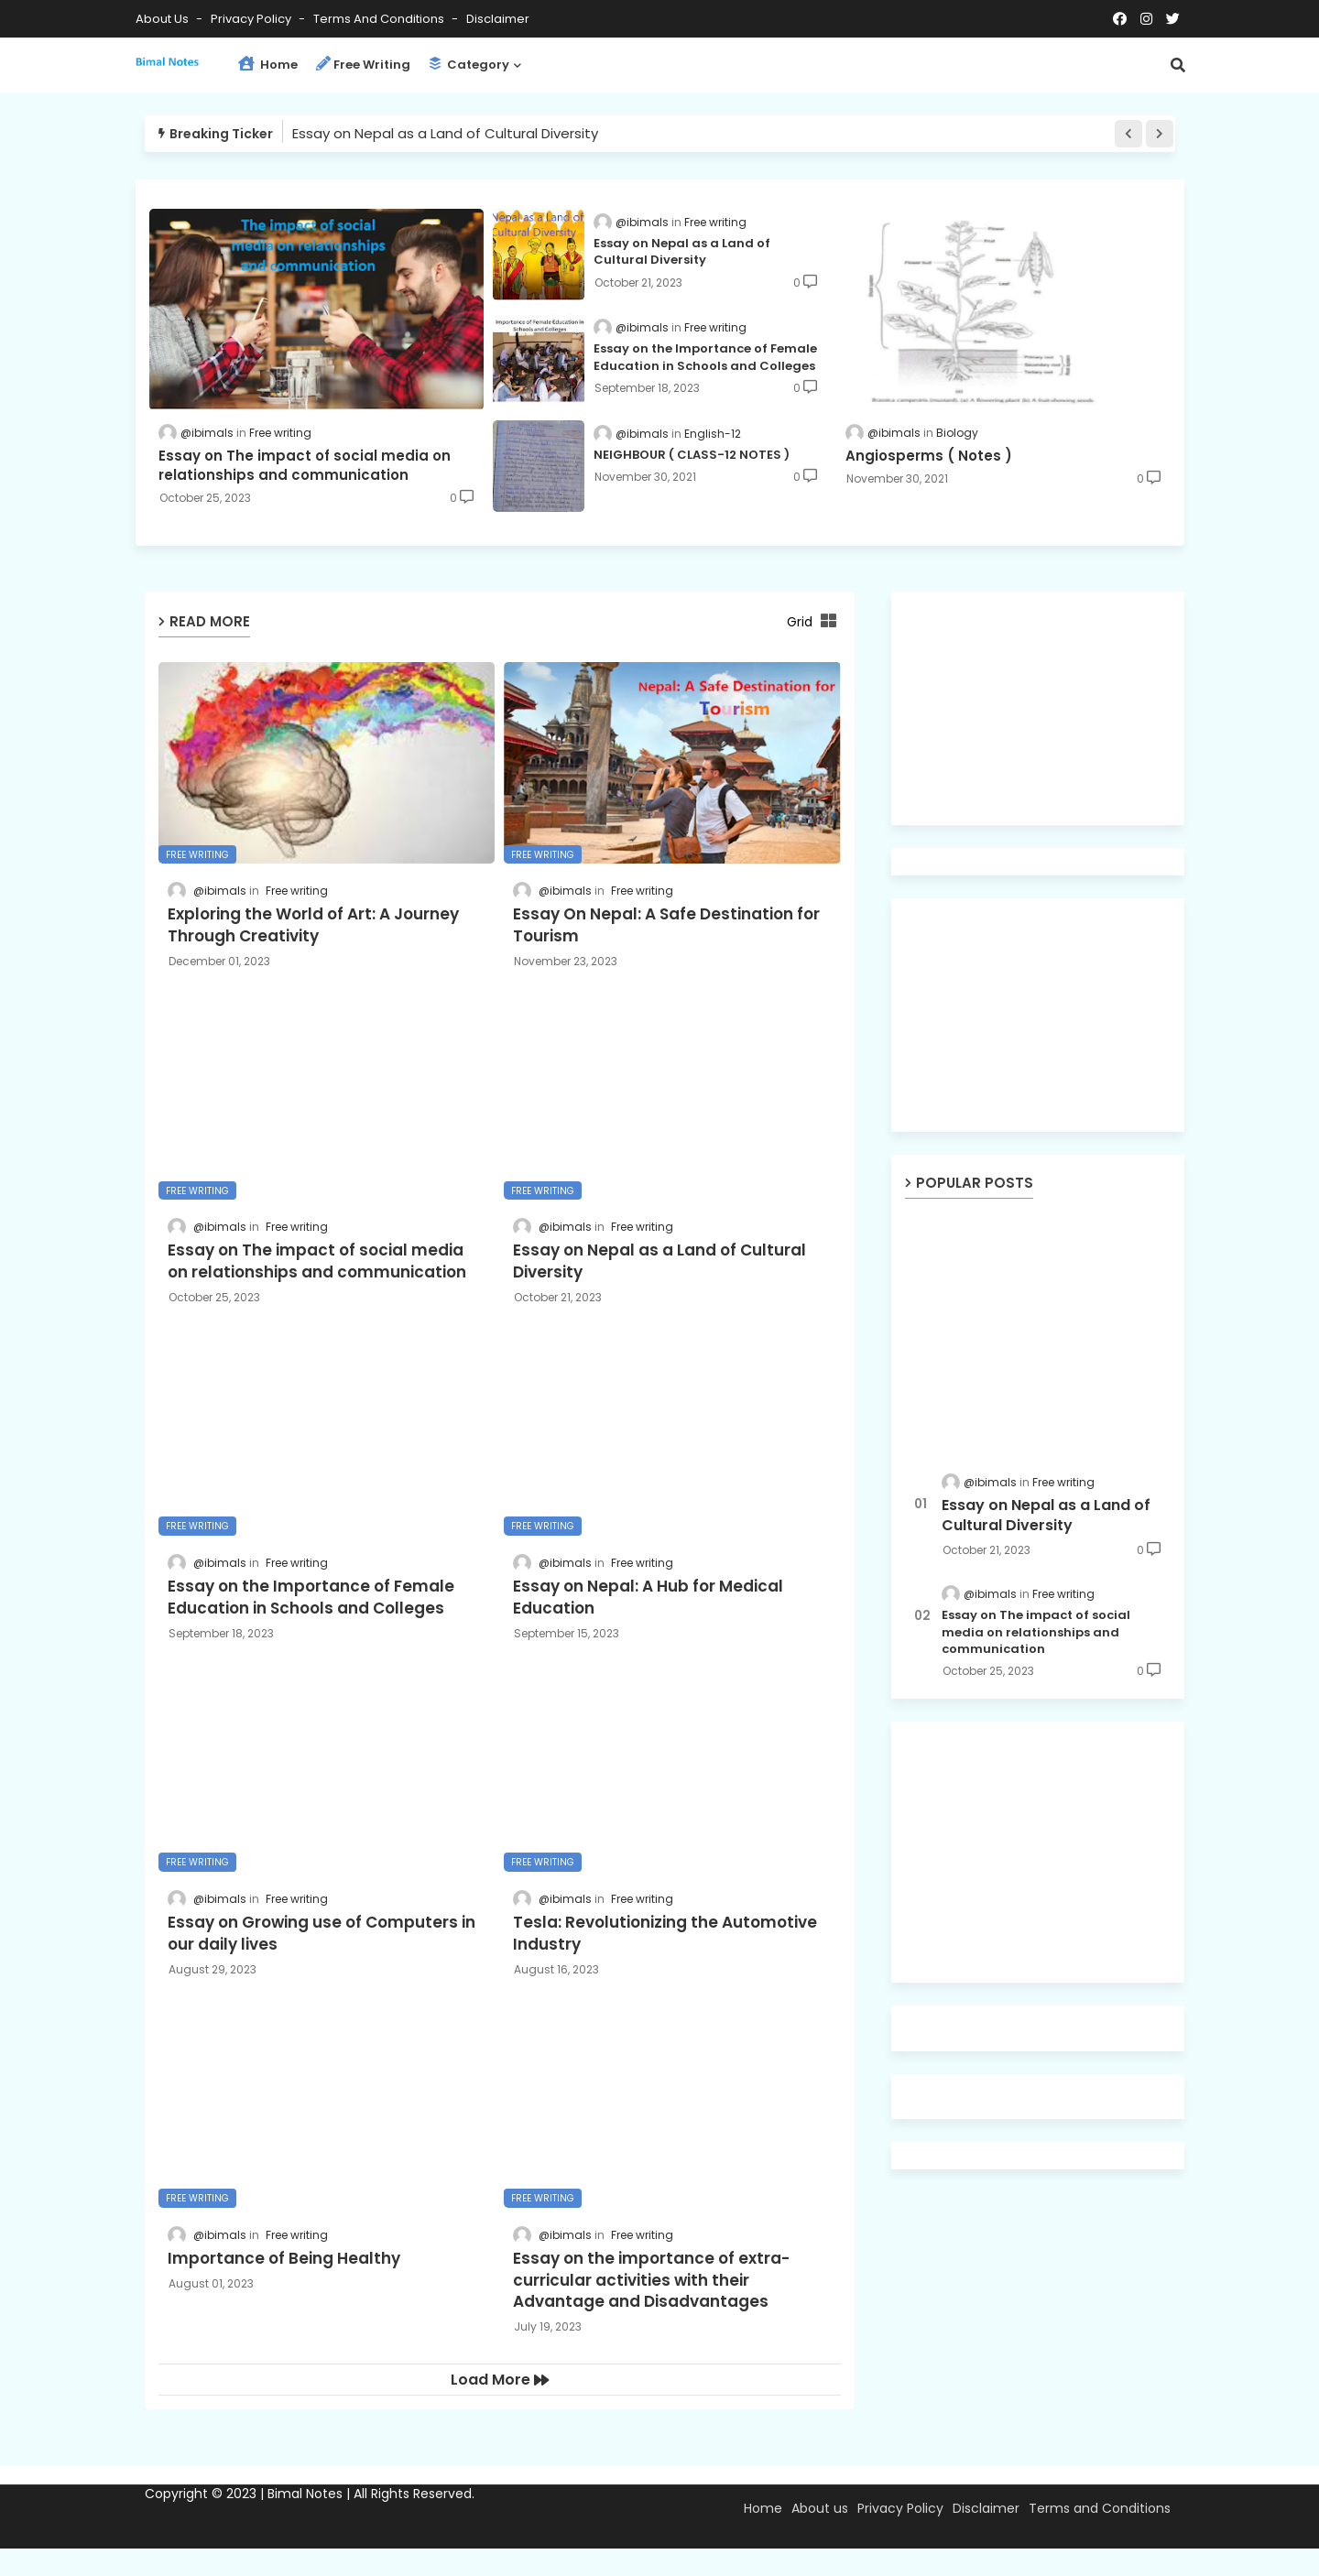 About Us - Privacy Policy - Terms And Conditions - Disclaimer
Bimal Notes
Home
Free Writing
Category
Breaking Ticker
Essay on Nepal as a Land of Cultural Diversity
The impact of social
media on relationships
and communication
@ibimals in Free writing
Essay on The impact of social media on
relationships and communication
October 25, 2023
0
Nepal as a Land of
Cultural Diversity
@ibimals in Free writing
Essay on Nepal as a Land of
Cultural Diversity
October 21, 2023
0
Importance of Female Education in
Schools and Colleges
@ibimals in Free writing
Essay on the Importance of Female
Education in Schools and Colleges
September 18, 2023
0
@ibimals in English-12
NEIGHBOUR ( CLASS-12 NOTES )
November 30, 2021
0
Flower
Fruit
Leaf
Stem
Primary root
Secondary root
Tertiary root
@ibimals in Biology
Angiosperms ( Notes )
November 30, 2021
0
READ MORE
Grid
FREE WRITING
@ibimals in Free writing
Exploring the World of Art: A Journey
Through Creativity
December 01, 2023
Nepal: A Safe Destination for
Tourism
FREE WRITING
@ibimals in Free writing
Essay On Nepal: A Safe Destination for
Tourism
November 23, 2023
FREE WRITING
@ibimals in Free writing
Essay on The impact of social media
on relationships and communication
October 25, 2023
FREE WRITING
@ibimals in Free writing
Essay on Nepal as a Land of Cultural
Diversity
October 21, 2023
FREE WRITING
@ibimals in Free writing
Essay on the Importance of Female
Education in Schools and Colleges
September 18, 2023
FREE WRITING
@ibimals in Free writing
Essay on Nepal: A Hub for Medical
Education
September 15, 2023
FREE WRITING
@ibimals in Free writing
Essay on Growing use of Computers in
our daily lives
August 29, 2023
FREE WRITING
@ibimals in Free writing
Tesla: Revolutionizing the Automotive
Industry
August 16, 2023
FREE WRITING
@ibimals in Free writing
Importance of Being Healthy
August 01, 2023
FREE WRITING
@ibimals in Free writing
Essay on the importance of extra-
curricular activities with their
Advantage and Disadvantages
July 19, 2023
Load More
POPULAR POSTS
@ibimals in Free writing
01
Essay on Nepal as a Land of
Cultural Diversity
October 21, 2023
0
@ibimals in Free writing
02
Essay on The impact of social
media on relationships and
communication
October 25, 2023
0
Copyright © 2023 | Bimal Notes | All Rights Reserved.
Home About us Privacy Policy Disclaimer Terms and Conditions